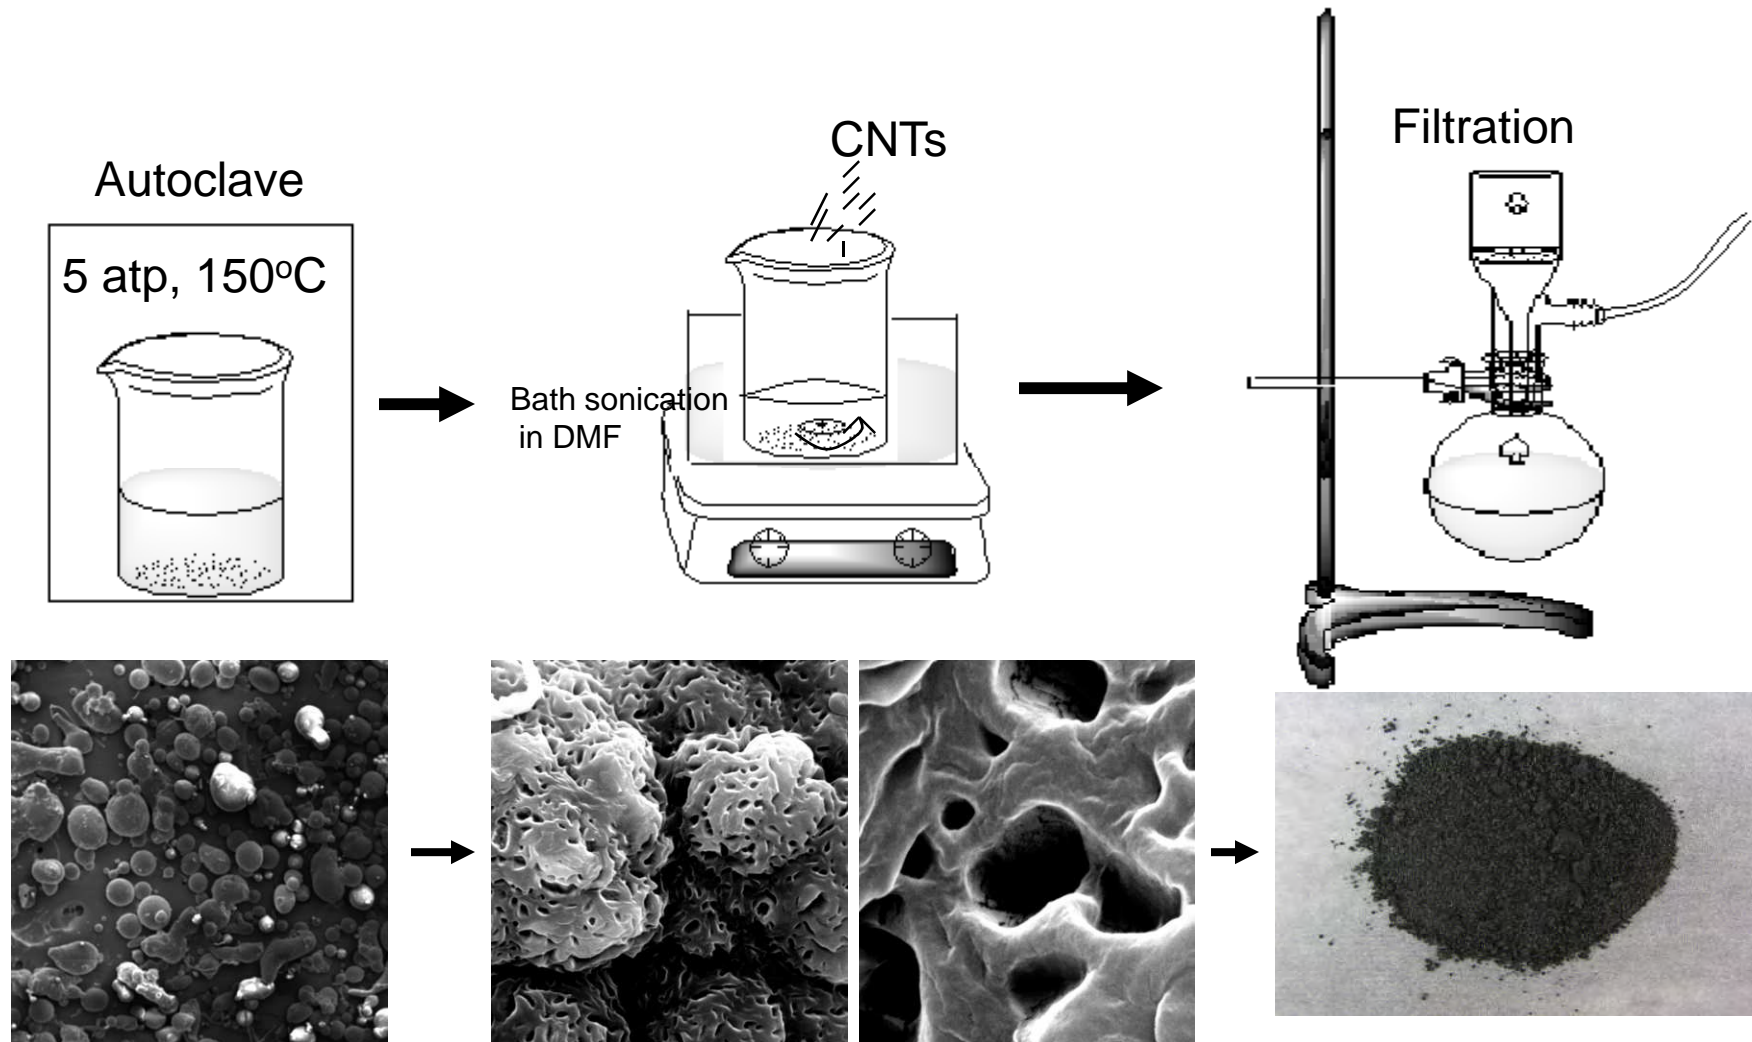 Autoclave
5 atp, 150°C
CNTs
Bath sonication
in DMF
Filtration